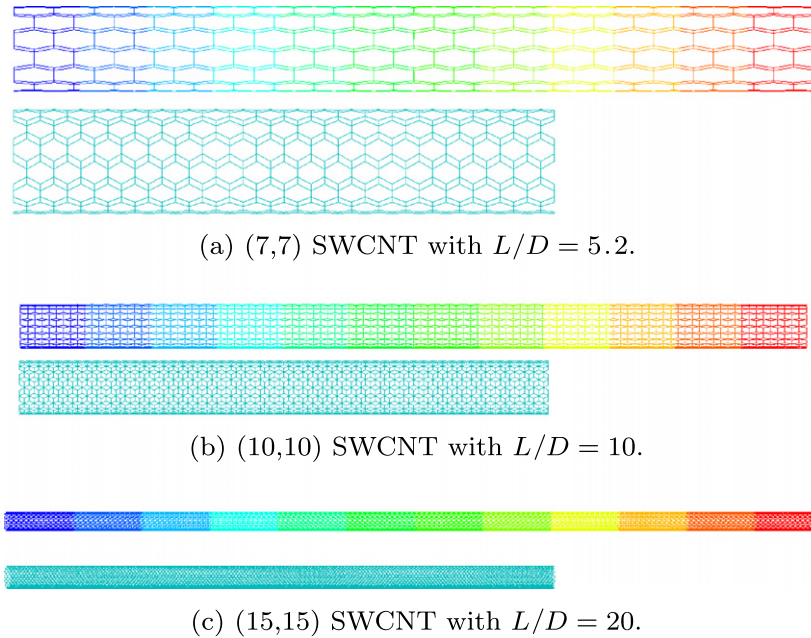 (a) (7,7) SWCNT with L/D = 5.2.
(b) (10,10) SWCNT with L/D = 10.
(c) (15,15) SWCNT with L/D = 20.